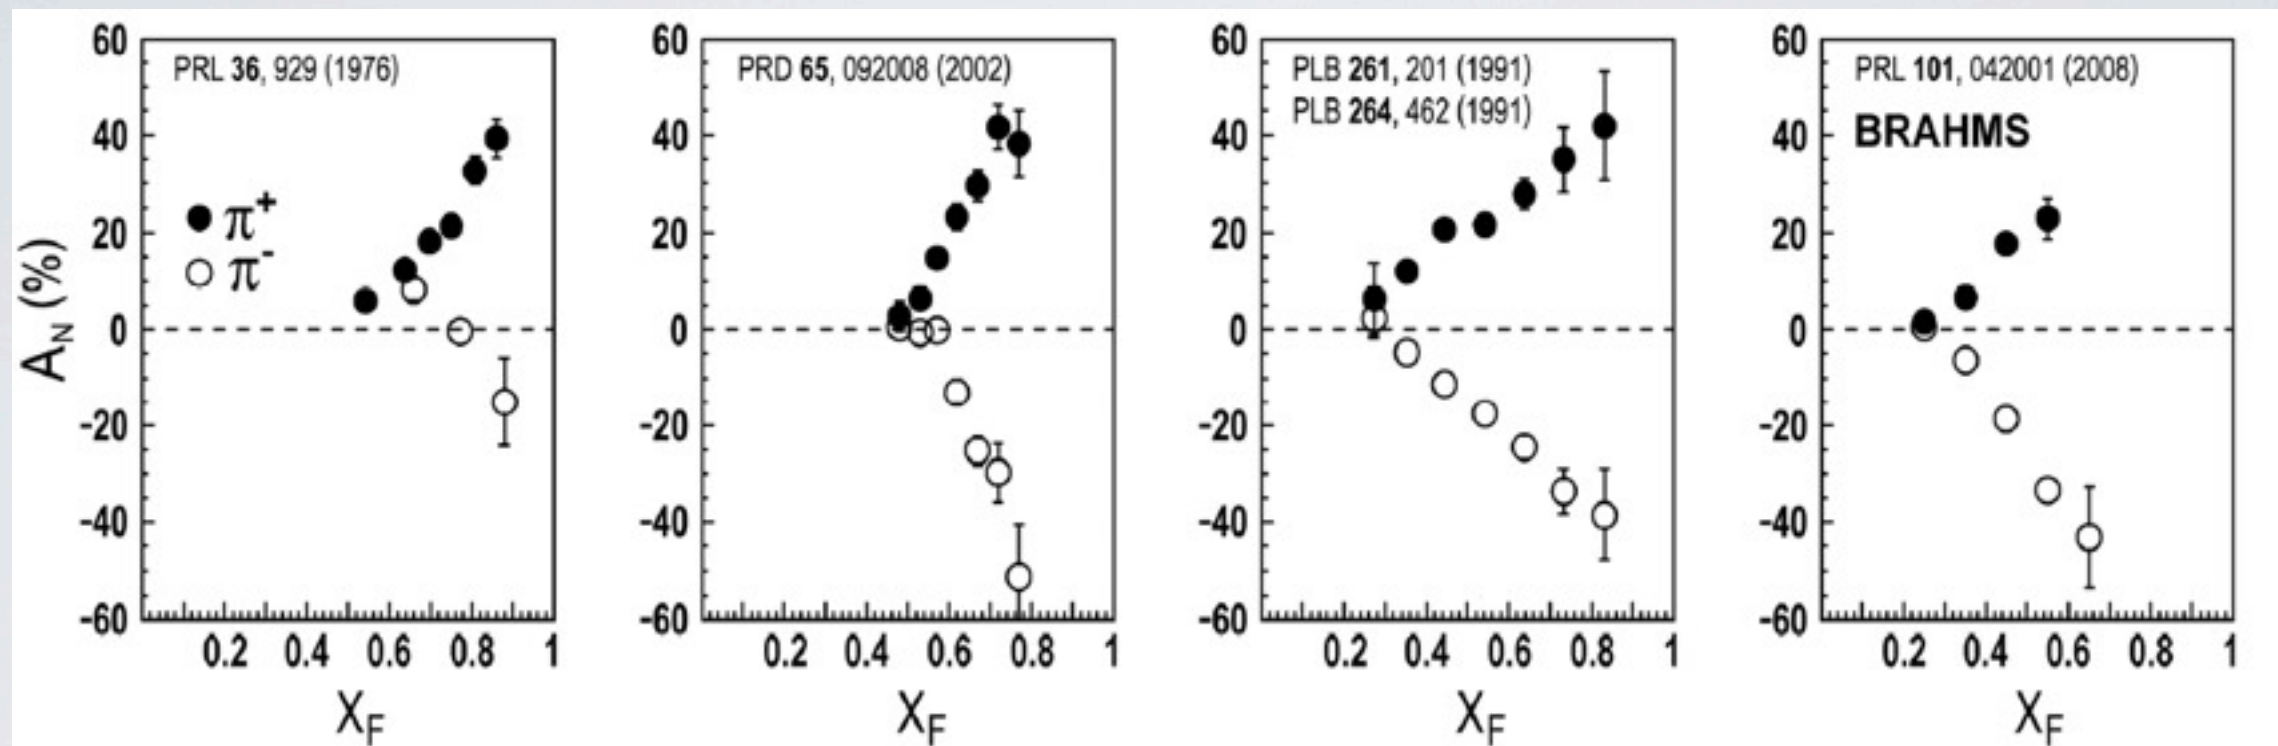 PRL 36, 929 (1976)
π+
π-
A_N (%)
60
40
20
0
-20
-40
-60
0.2 0.4 0.6 0.8 1
X_F
PRD 65, 092008 (2002)
60
40
20
0
-20
-40
-60
0.2 0.4 0.6 0.8 1
X_F
PLB 261, 201 (1991)
PLB 264, 462 (1991)
60
40
20
0
-20
-40
-60
0.2 0.4 0.6 0.8 1
X_F
PRL 101, 042001 (2008)
BRAHMS
60
40
20
0
-20
-40
-60
0.2 0.4 0.6 0.8 1
X_F